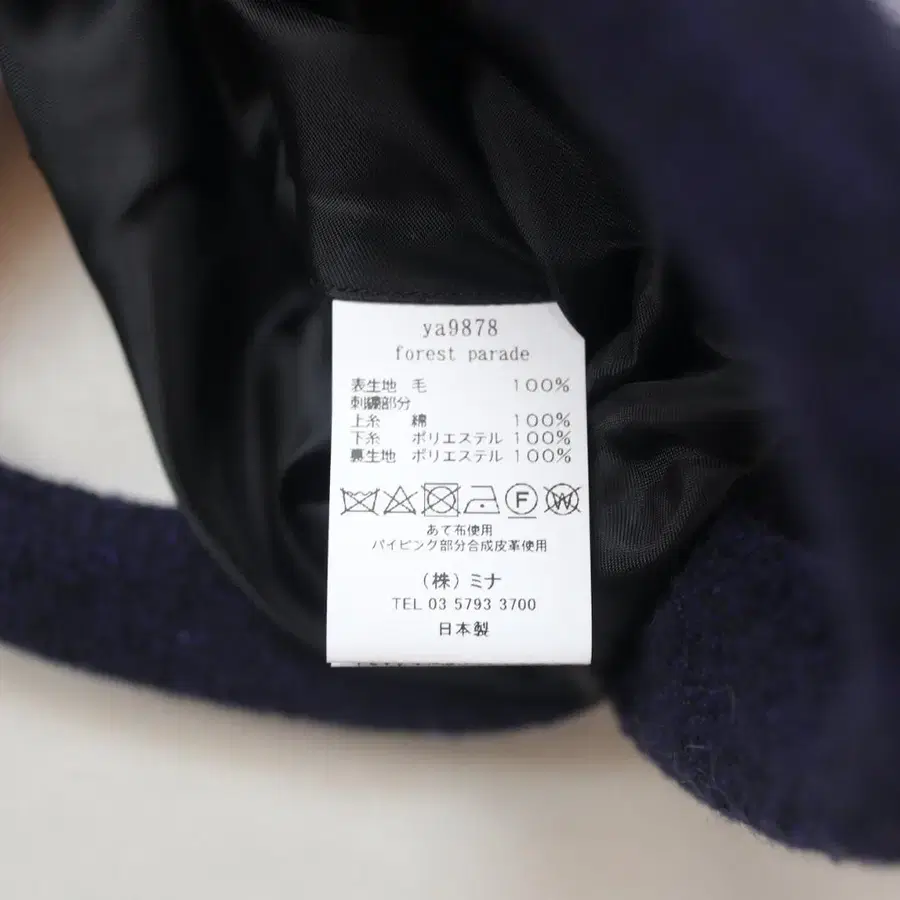 ya9878
forest parade
表生地 毛 100%
刺繍部分
上糸 綿 100%
下糸 ポリエステル 100%
裏生地 ポリエステル 100%
F W
あて布使用
パイピング部分合成皮革使用
(株) ミナ
TEL 03 5793 3700
日本製